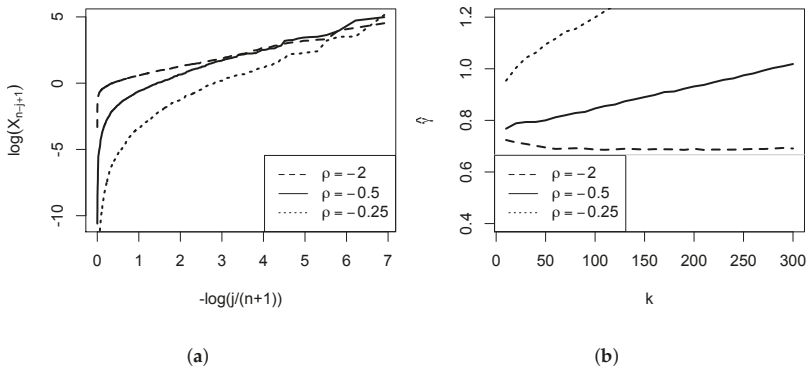 5
0
-5
-10
log(X_{n−j+1})
0 1 2 3 4 5 6 7
-log(j/(n+1))
ρ = −2
ρ = −0.5
ρ = −0.25
(a)
1.2
1.0
0.8
0.6
0.4
γ̂
0 50 100 150 200 250 300
k
ρ = −2
ρ = −0.5
ρ = −0.25
(b)